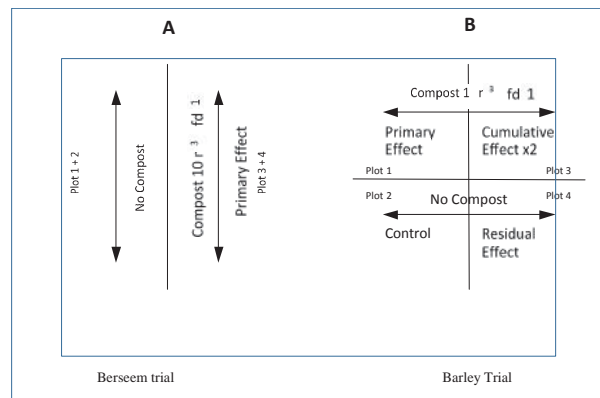 A
B
Plot 1 + 2
No Compost
Compost 10 r ³ fd 1
Primary Effect
Plot 3 + 4
Compost 1 r ³ fd 1
Primary
Effect
Cumulative
Effect x2
Plot 1
Plot 3
Plot 2
Plot 4
No Compost
Control
Residual
Effect
Berseem trial
Barley Trial